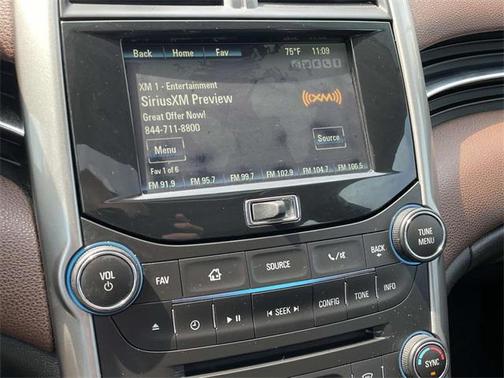 Back Home Fav 75°F 11:09
XM 1 - Entertainment
SiriusXM Preview
((XM))
Great Offer Now!
844-711-8800
Menu Source
Fav 1 of 6
FM 91.9 FM 95.7 FM 99.7 FM 102.9 FM 104.7 FM 106.5
TUNE
MENU
VOL
FAV SOURCE BACK
SEEK CONFIG TONE INFO
SYNC